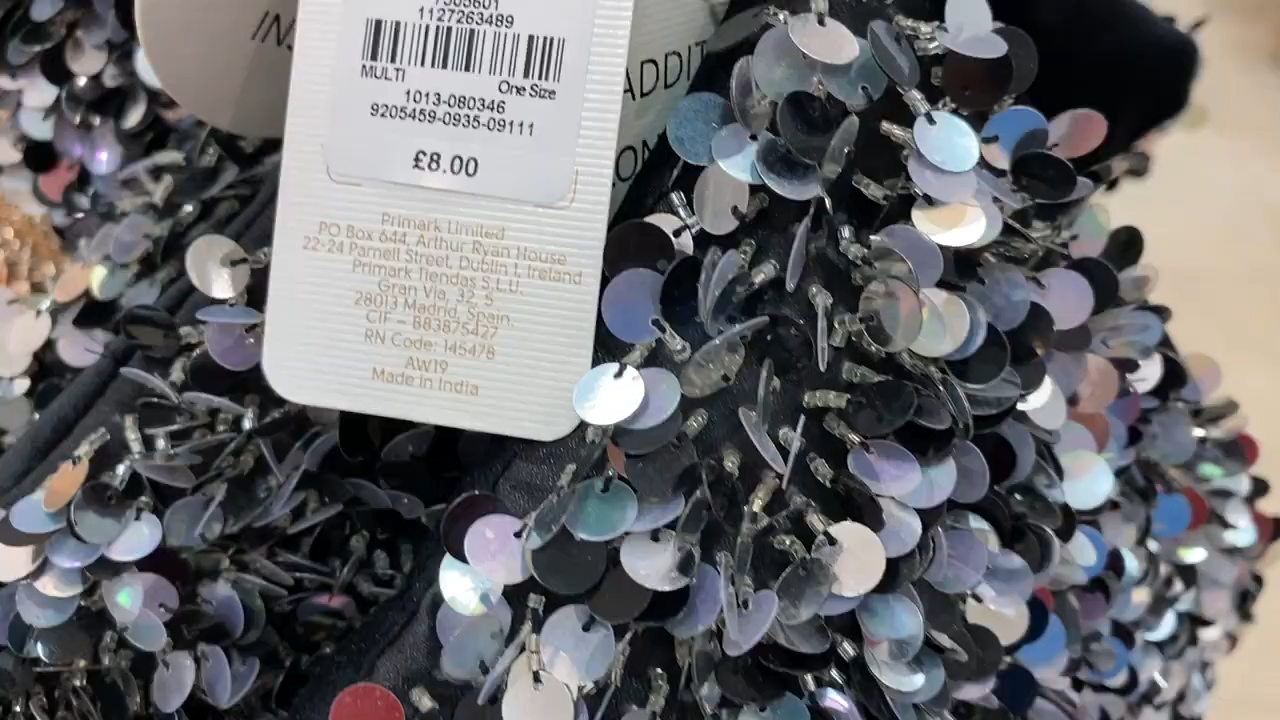 IN
1127263489
MULTI
One Size
1013-080346
9205459-0935-09111
£8.00
Primark Limited
PO Box 644, Arthur Ryan House
22-24 Parnell Street, Dublin 1, Ireland
Primark Tiendas S.L.U.
Gran Via, 32, 5
28013 Madrid, Spain.
CIF – B83875427
RN Code: 145478
AW19
Made in India
ADDIT